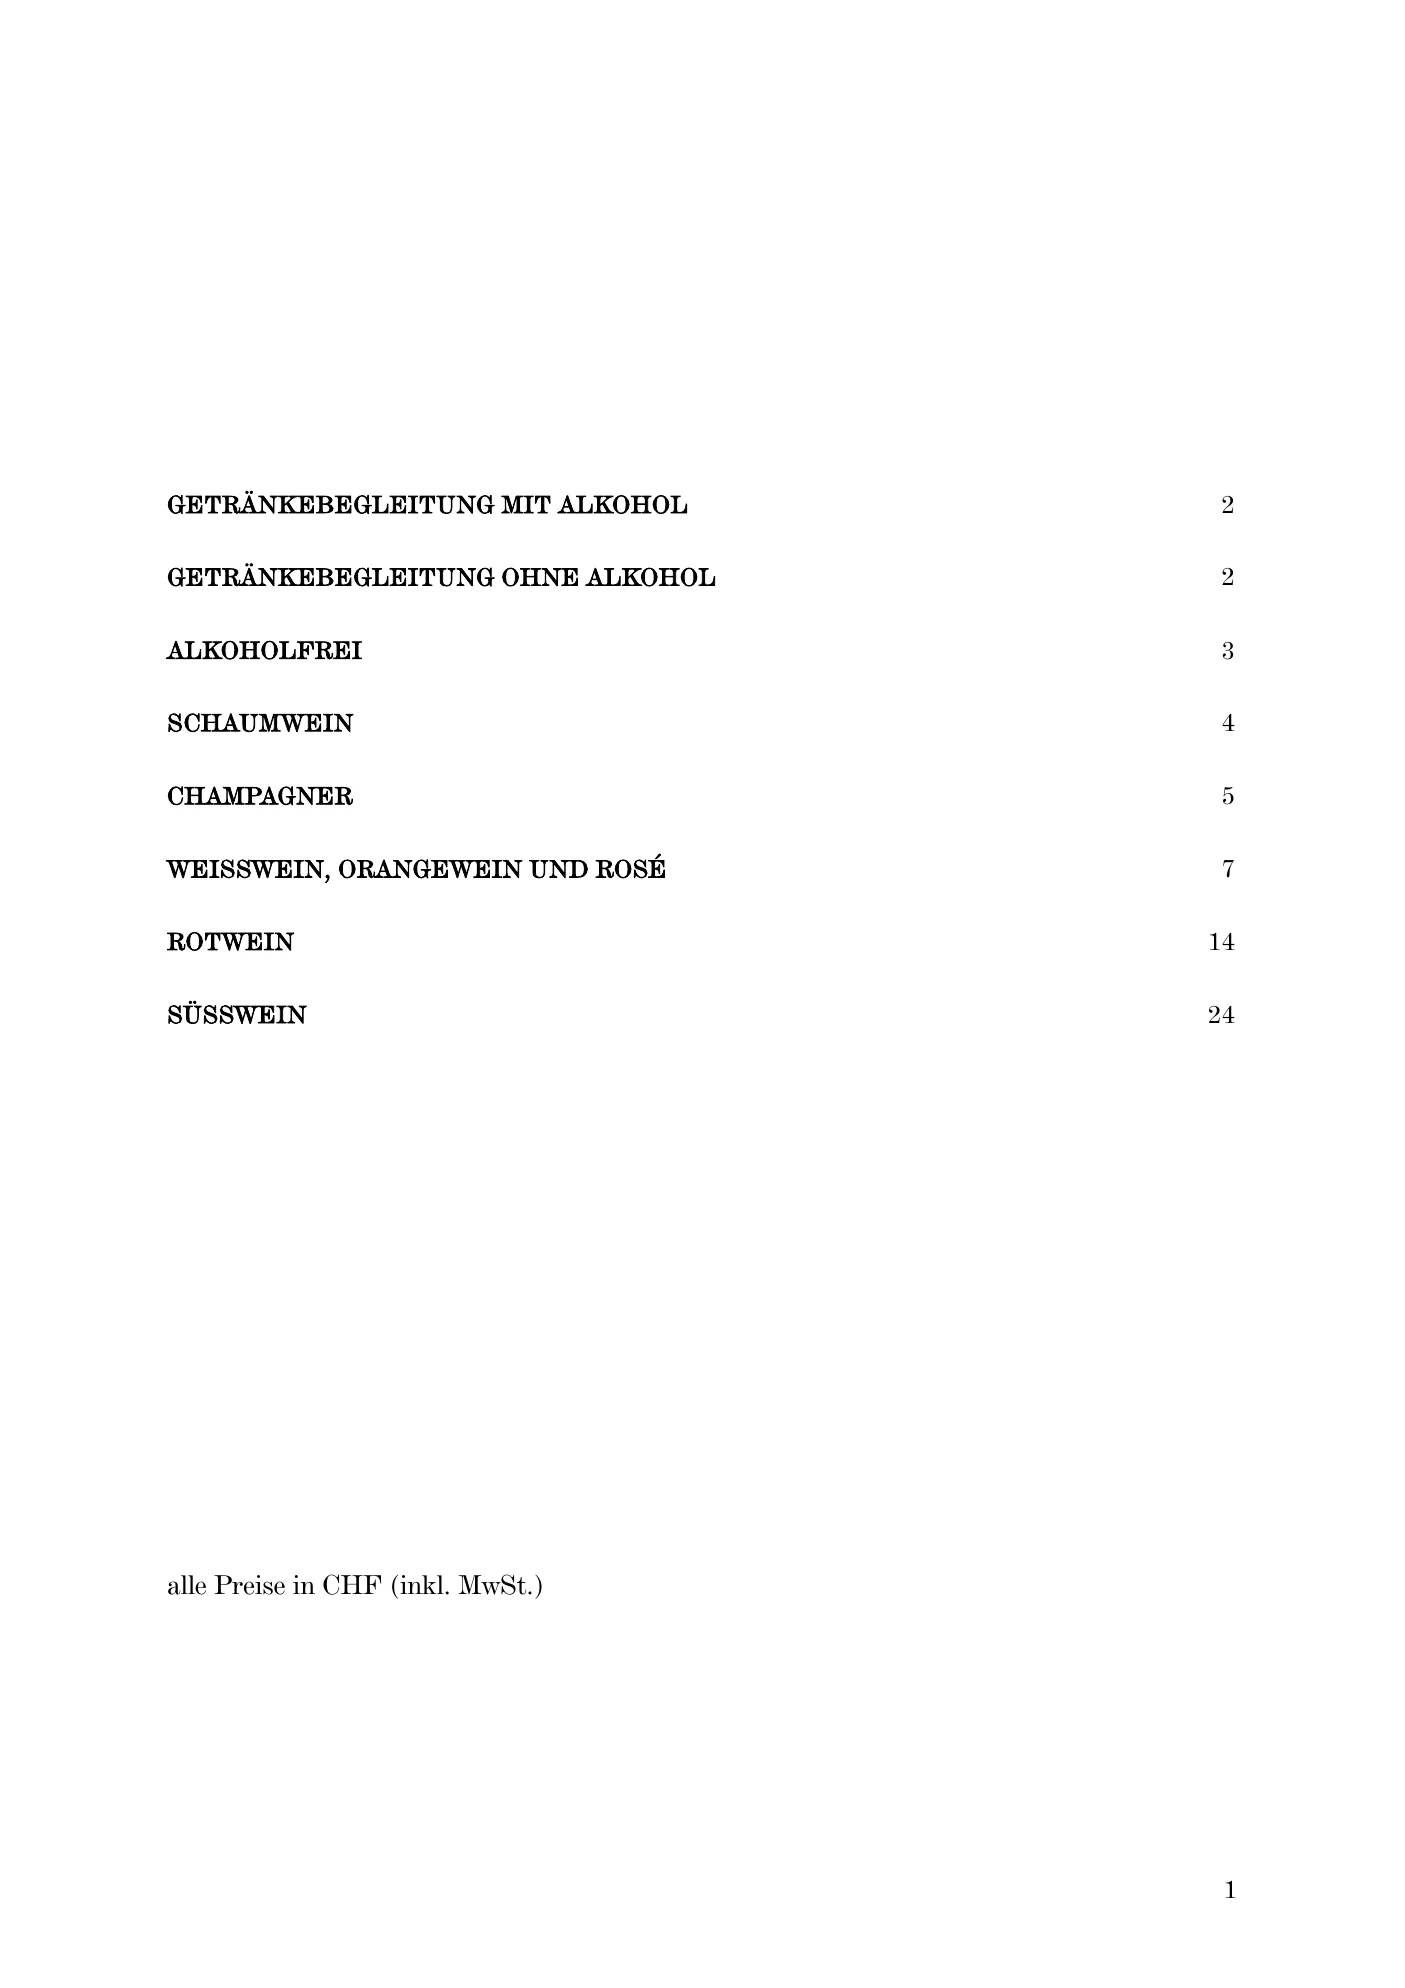 GETRÄNKEBEGLEITUNG MIT ALKOHOL 2
GETRÄNKEBEGLEITUNG OHNE ALKOHOL 2
ALKOHOLFREI 3
SCHAUMWEIN 4
CHAMPAGNER 5
WEISSWEIN, ORANGEWEIN UND ROSÉ 7
ROTWEIN 14
SÜSSWEIN 24
alle Preise in CHF (inkl. MwSt.)
1